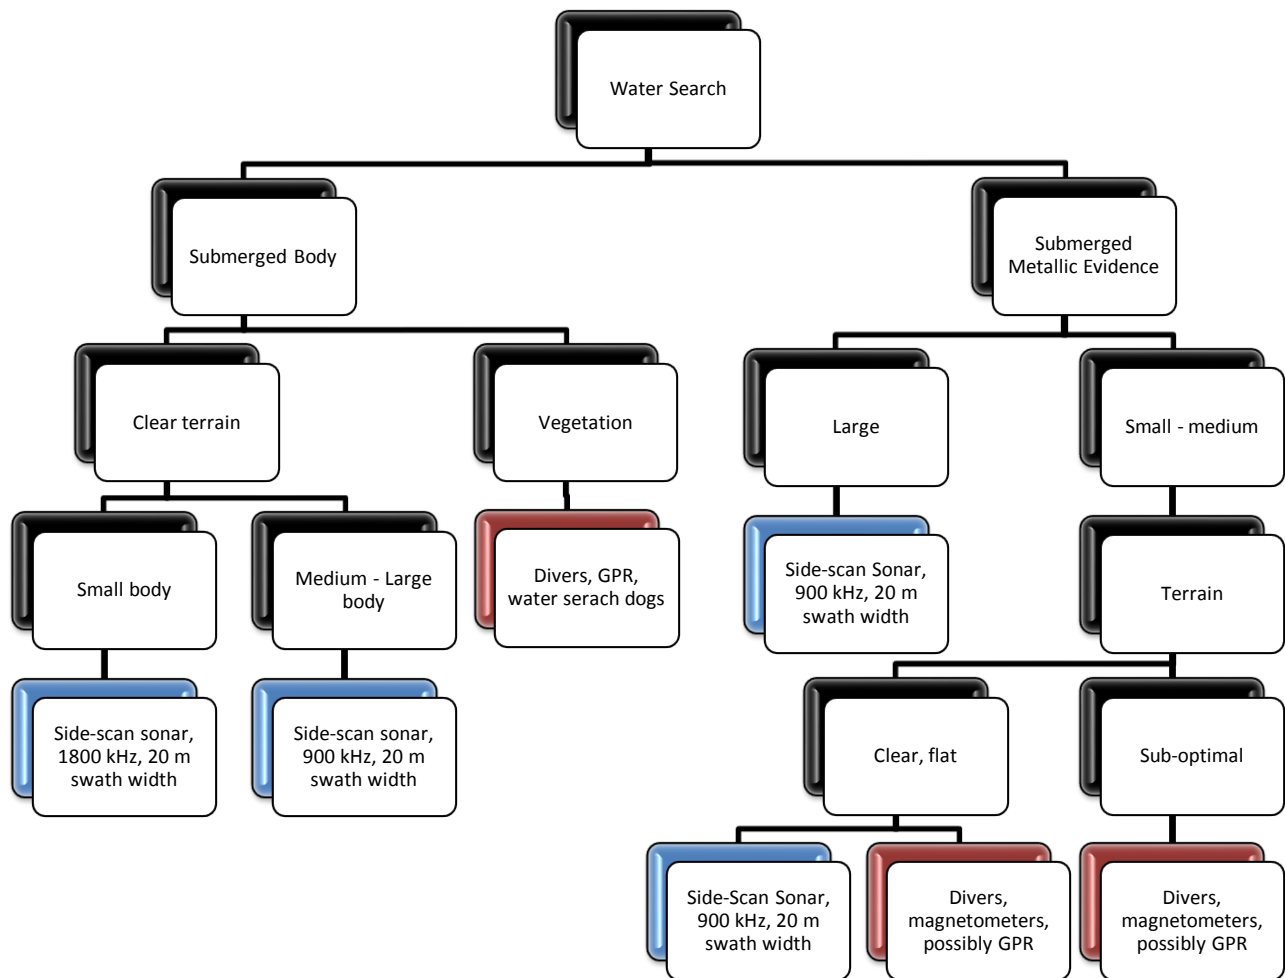 Water Search
Submerged Body
Submerged
Metallic Evidence
Clear terrain
Vegetation
Large
Small - medium
Small body
Medium - Large
body
Divers, GPR,
water serach dogs
Side-scan Sonar,
900 kHz, 20 m
swath width
Terrain
Side-scan sonar,
1800 kHz, 20 m
swath width
Side-scan sonar,
900 kHz, 20 m
swath width
Clear, flat
Sub-optimal
Side-Scan Sonar,
900 kHz, 20 m
swath width
Divers,
magnetometers,
possibly GPR
Divers,
magnetometers,
possibly GPR